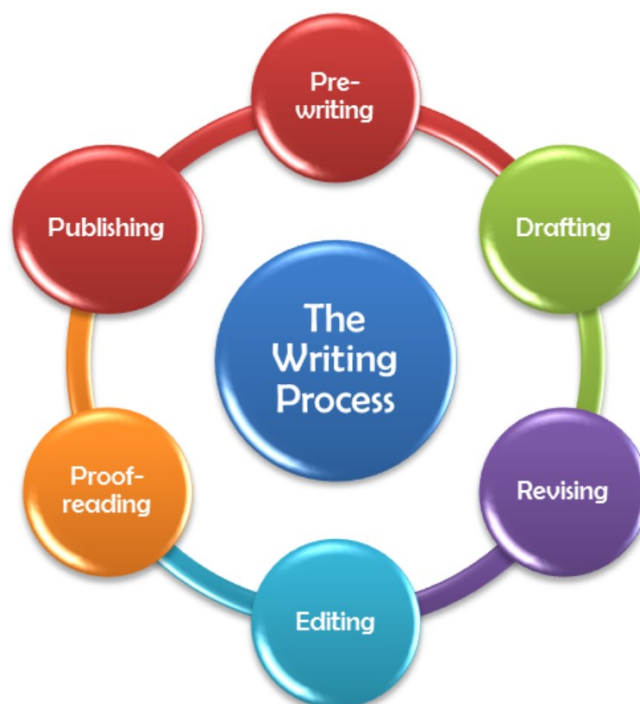 Pre-
writing
Drafting
Revising
Editing
Proof-
reading
Publishing
The
Writing
Process